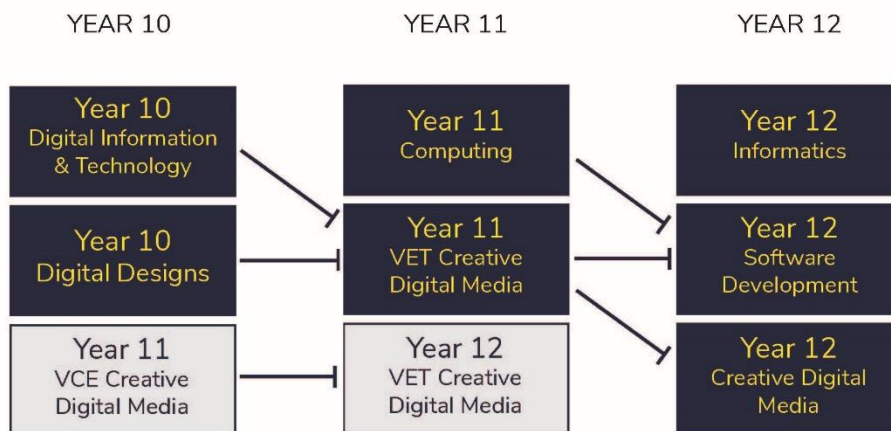 YEAR 10
YEAR 11
YEAR 12
Year 10
Digital Information
& Technology
Year 11
Computing
Year 12
Informatics
Year 10
Digital Designs
Year 11
VET Creative
Digital Media
Year 12
Software
Development
Year 11
VCE Creative
Digital Media
Year 12
VET Creative
Digital Media
Year 12
Creative Digital
Media